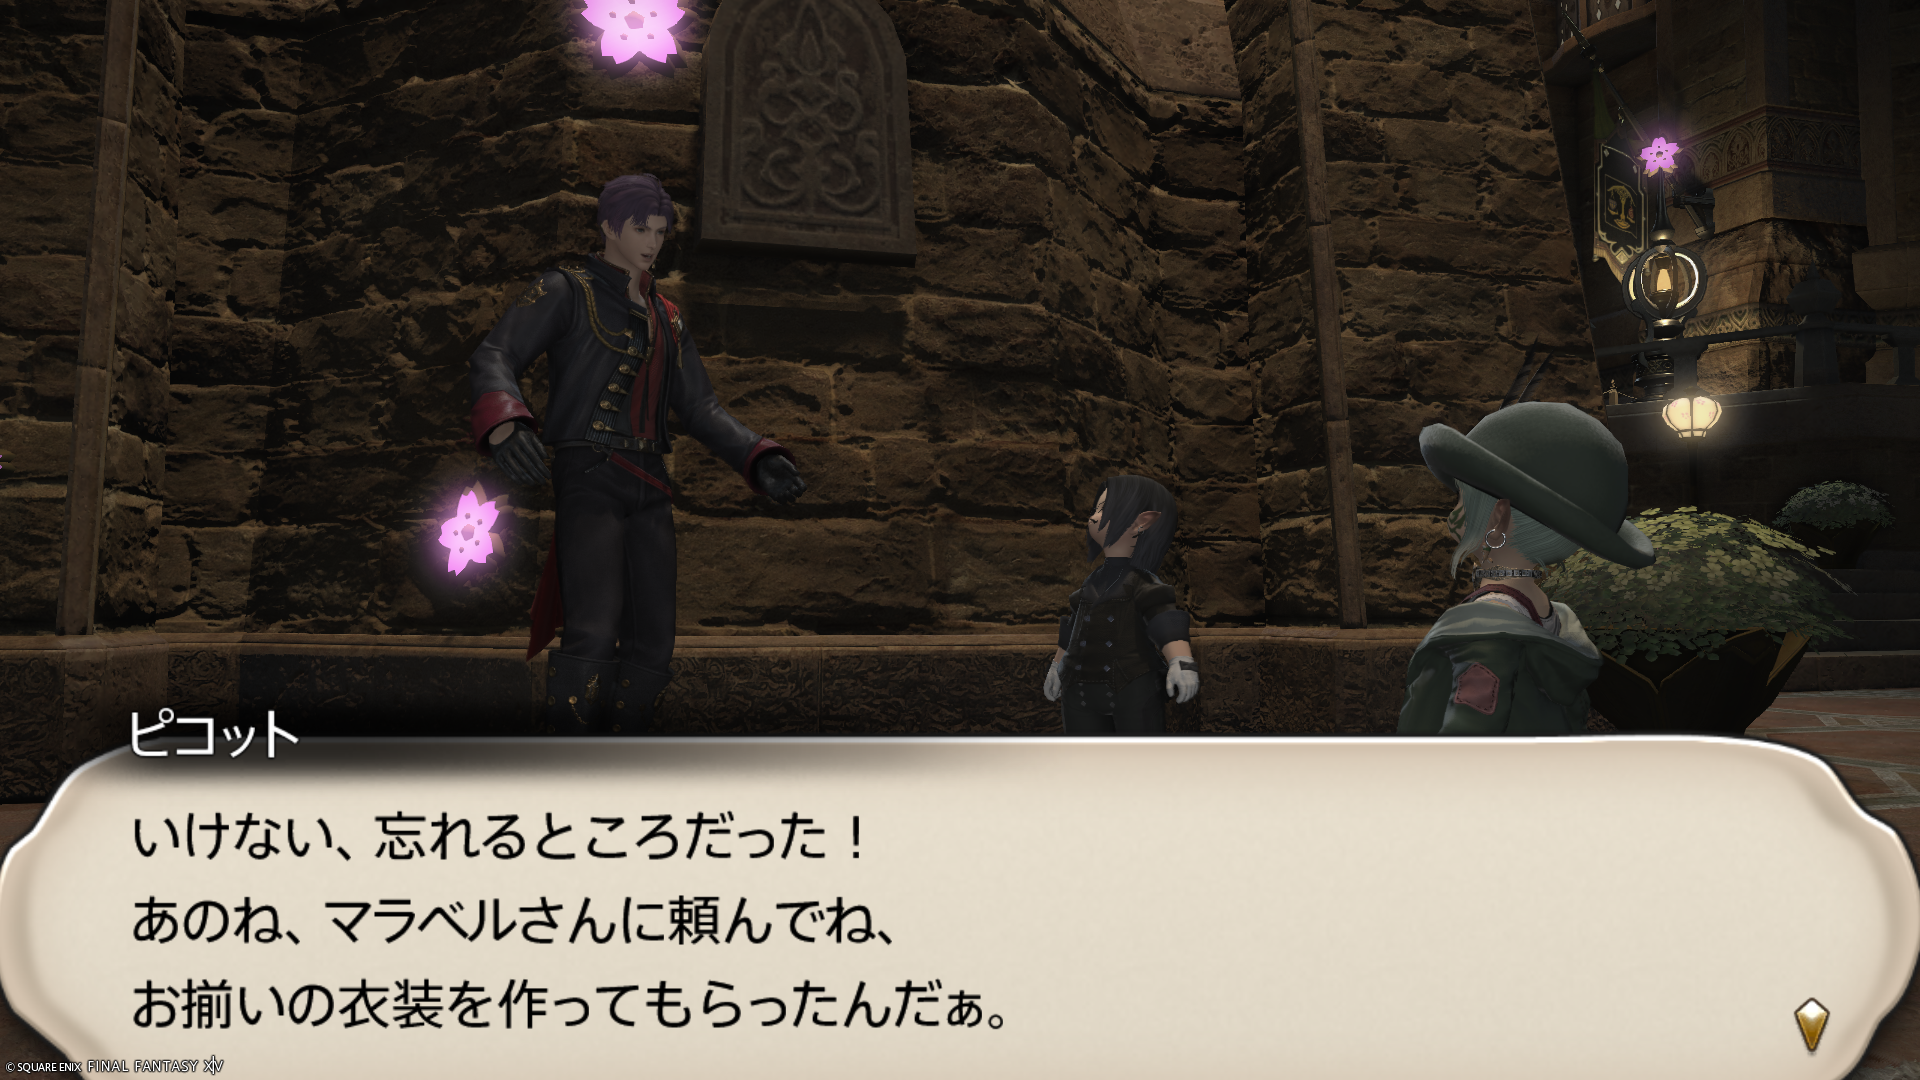 ピコット
いけない、忘れるところだった！
あのね、マラベルさんに頼んでね、
お揃いの衣装を作ってもらったんだぁ。
© SQUARE ENIX FINAL FANTASY XIV